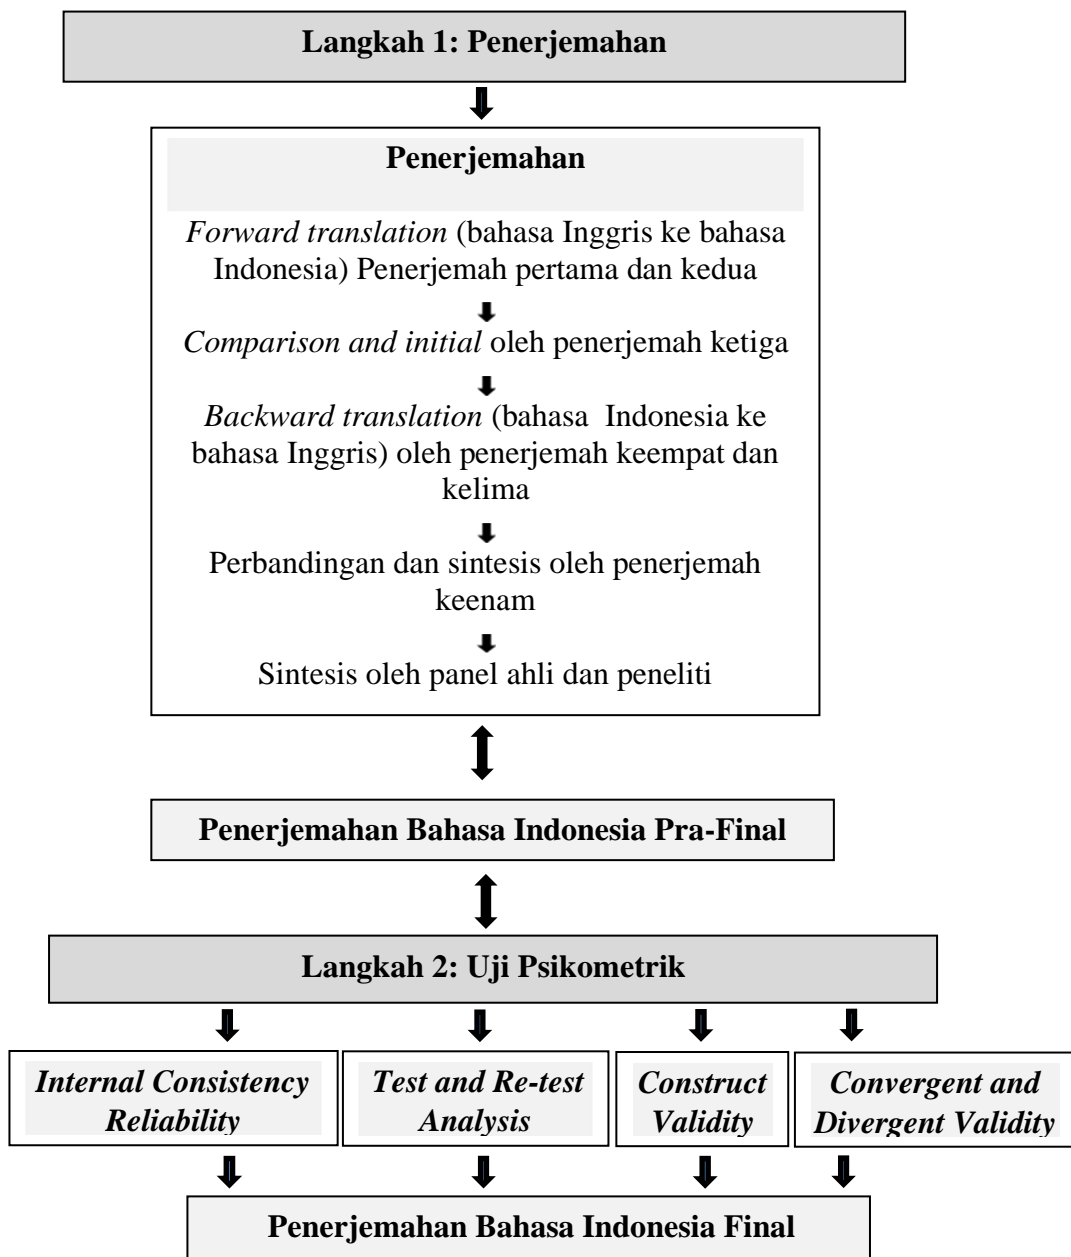 Langkah 1: Penerjemahan
Penerjemahan
Forward translation (bahasa Inggris ke bahasa
Indonesia) Penerjemah pertama dan kedua
Comparison and initial oleh penerjemah ketiga
Backward translation (bahasa Indonesia ke
bahasa Inggris) oleh penerjemah keempat dan
kelima
Perbandingan dan sintesis oleh penerjemah
keenam
Sintesis oleh panel ahli dan peneliti
Penerjemahan Bahasa Indonesia Pra-Final
Langkah 2: Uji Psikometrik
Internal Consistency
Reliability
Test and Re-test
Analysis
Construct
Validity
Convergent and
Divergent Validity
Penerjemahan Bahasa Indonesia Final